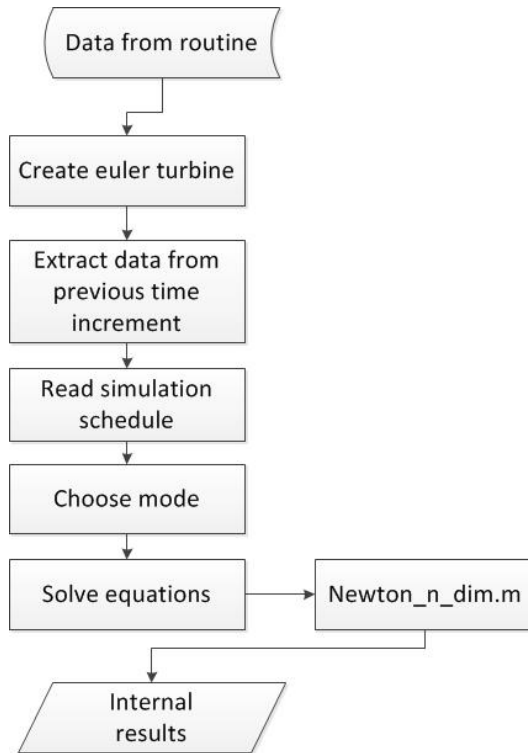 Data from routine
Create euler turbine
Extract data from
previous time
increment
Read simulation
schedule
Choose mode
Solve equations
Newton_n_dim.m
Internal
results